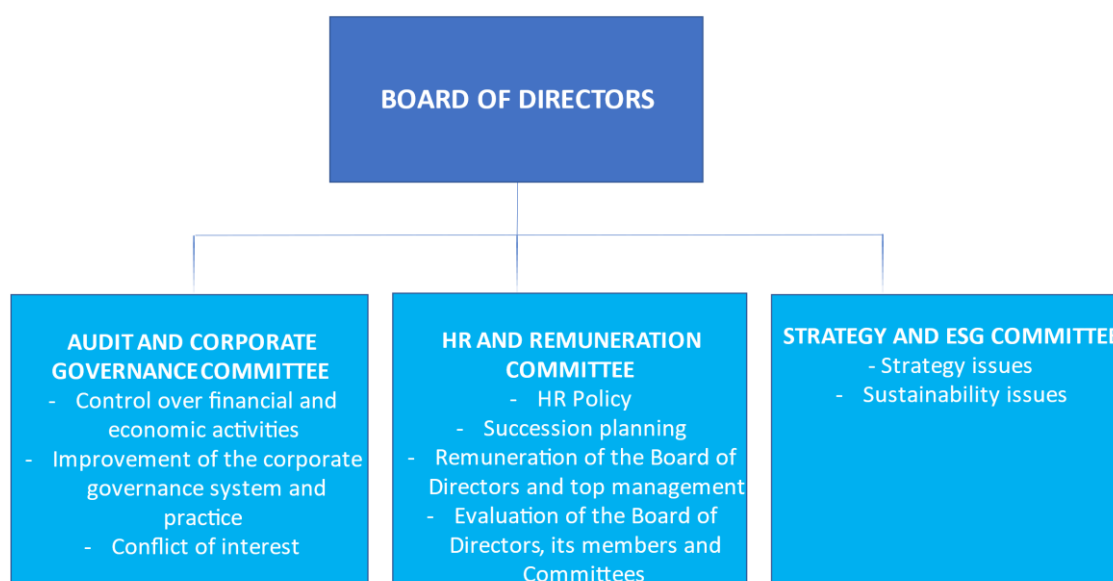 BOARD OF DIRECTORS
AUDIT AND CORPORATE
GOVERNANCE COMMITTEE
- Control over financial and
economic activities
- Improvement of the corporate
governance system and
practice
- Conflict of interest
HR AND REMUNERATION
COMMITTEE
- HR Policy
- Succession planning
- Remuneration of the Board of
Directors and top management
- Evaluation of the Board of
Directors, its members and
Committees
STRATEGY AND ESG COMMITTEE
- Strategy issues
- Sustainability issues